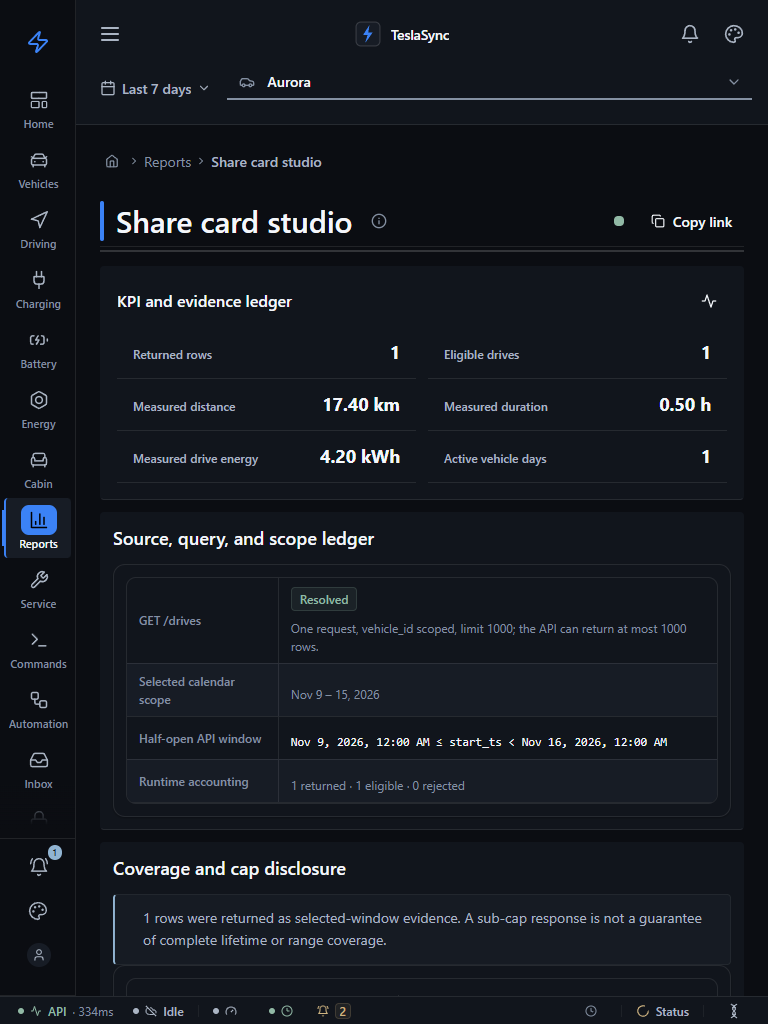 TeslaSync
Last 7 days
Aurora
Home
Vehicles
Driving
Charging
Battery
Energy
Cabin
Reports
Service
Commands
Automation
Inbox
1
Reports
Share card studio
Share card studio
Copy link
KPI and evidence ledger
Returned rows 1
Eligible drives 1
Measured distance 17.40 km
Measured duration 0.50 h
Measured drive energy 4.20 kWh
Active vehicle days 1
Source, query, and scope ledger
GET /drives
Resolved
One request, vehicle_id scoped, limit 1000; the API can return at most 1000
rows.
Selected calendar
scope
Nov 9 – 15, 2026
Half-open API window
Nov 9, 2026, 12:00 AM ≤ start_ts < Nov 16, 2026, 12:00 AM
Runtime accounting
1 returned · 1 eligible · 0 rejected
Coverage and cap disclosure
1 rows were returned as selected-window evidence. A sub-cap response is not a guarantee
of complete lifetime or range coverage.
API · 334ms
Idle
2
Status